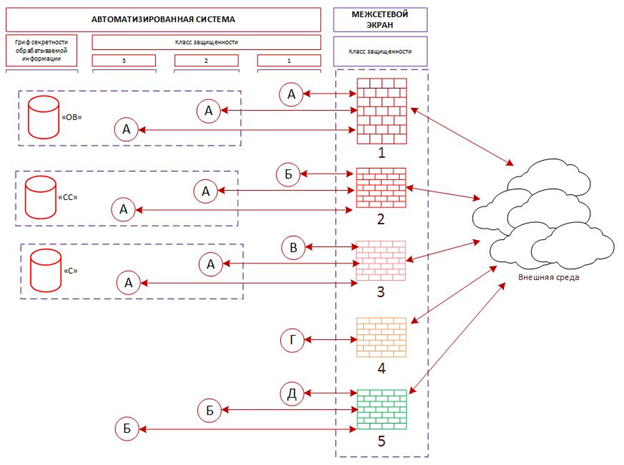 АВТОМАТИЗИРОВАННАЯ СИСТЕМА
МЕЖСЕТЕВОЙ
ЭКРАН
Гриф секретности
обрабатываемой
информации
Класс защищенности
Класс защищенности
3
2
1
А
А
А
«ОВ»
1
Б
А
А
«СС»
2
В
А
А
«С»
3
Внешняя среда
Г
4
Д
Б
Б
5